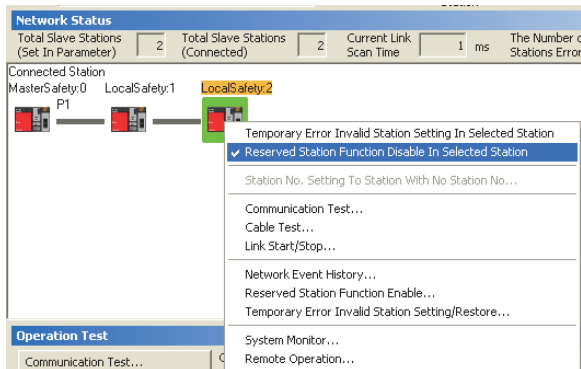 Network Status
Total Slave Stations
(Set In Parameter)
2
Total Slave Stations
(Connected)
2
Current Link
Scan Time
1 ms
The Number
Stations Error
Connected Station
MasterSafety:0 LocalSafety:1 LocalSafety:2
P1
Temporary Error Invalid Station Setting In Selected Station
Reserved Station Function Disable In Selected Station
Station No. Setting To Station With No Station No...
Communication Test...
Cable Test...
Link Start/Stop...
Network Event History...
Reserved Station Function Enable...
Temporary Error Invalid Station Setting/Restore...
System Monitor...
Remote Operation...
Operation Test
Communication Test...